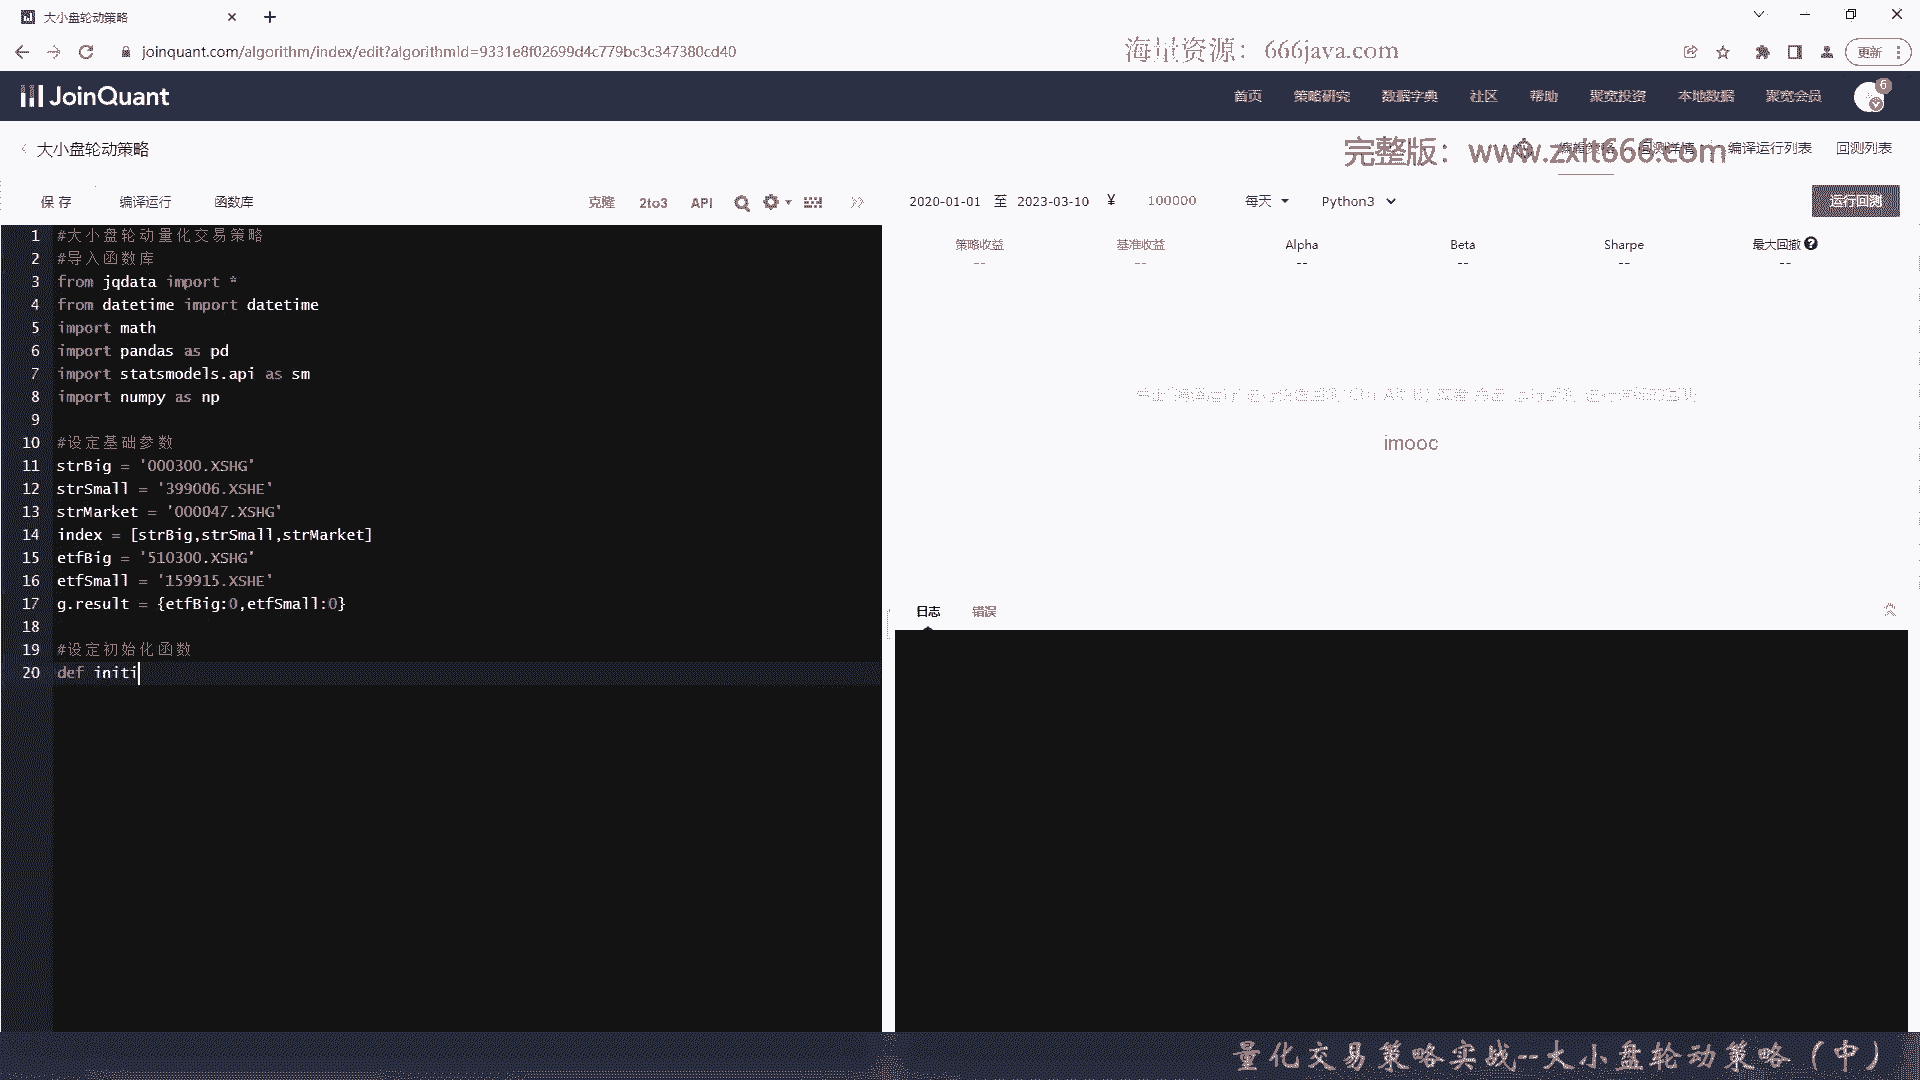 大小盘轮动策略
joinquant.com/algorithm/index/edit?algorithmId=9331e8f02699d4c779bc3c347380cd40
海量资源：666java.com
更新
JoinQuant
首页 策略研究 数据字典 社区 帮助 聚宽投资 本地数据 聚宽会员
6
大小盘轮动策略
完整版：www.zxit666.com
编译运行列表 回测列表
保存 编译运行 函数库
克隆 2to3 API
2020-01-01 至 2023-03-10 ¥ 100000 每天 Python3 运行回测
策略收益 基准收益 Alpha Beta Sharpe 最大回撤
-- -- -- -- -- --
1 #大小盘轮动量化交易策略
2 #导入函数库
3 from jqdata import *
4 from datetime import datetime
5 import math
6 import pandas as pd
7 import statsmodels.api as sm
8 import numpy as np
9
10 #设定基础参数
11 strBig = '000300.XSHG'
12 strSmall = '399006.XSHE'
13 strMarket = '000047.XSHG'
14 index = [strBig,strSmall,strMarket]
15 etfBig = '510300.XSHG'
16 etfSmall = '159915.XSHE'
17 g.result = {etfBig:0,etfSmall:0}
18
19 #设定初始化函数
20 def initi
imooc
日志 错误
量化交易策略实战--大小盘轮动策略（中）